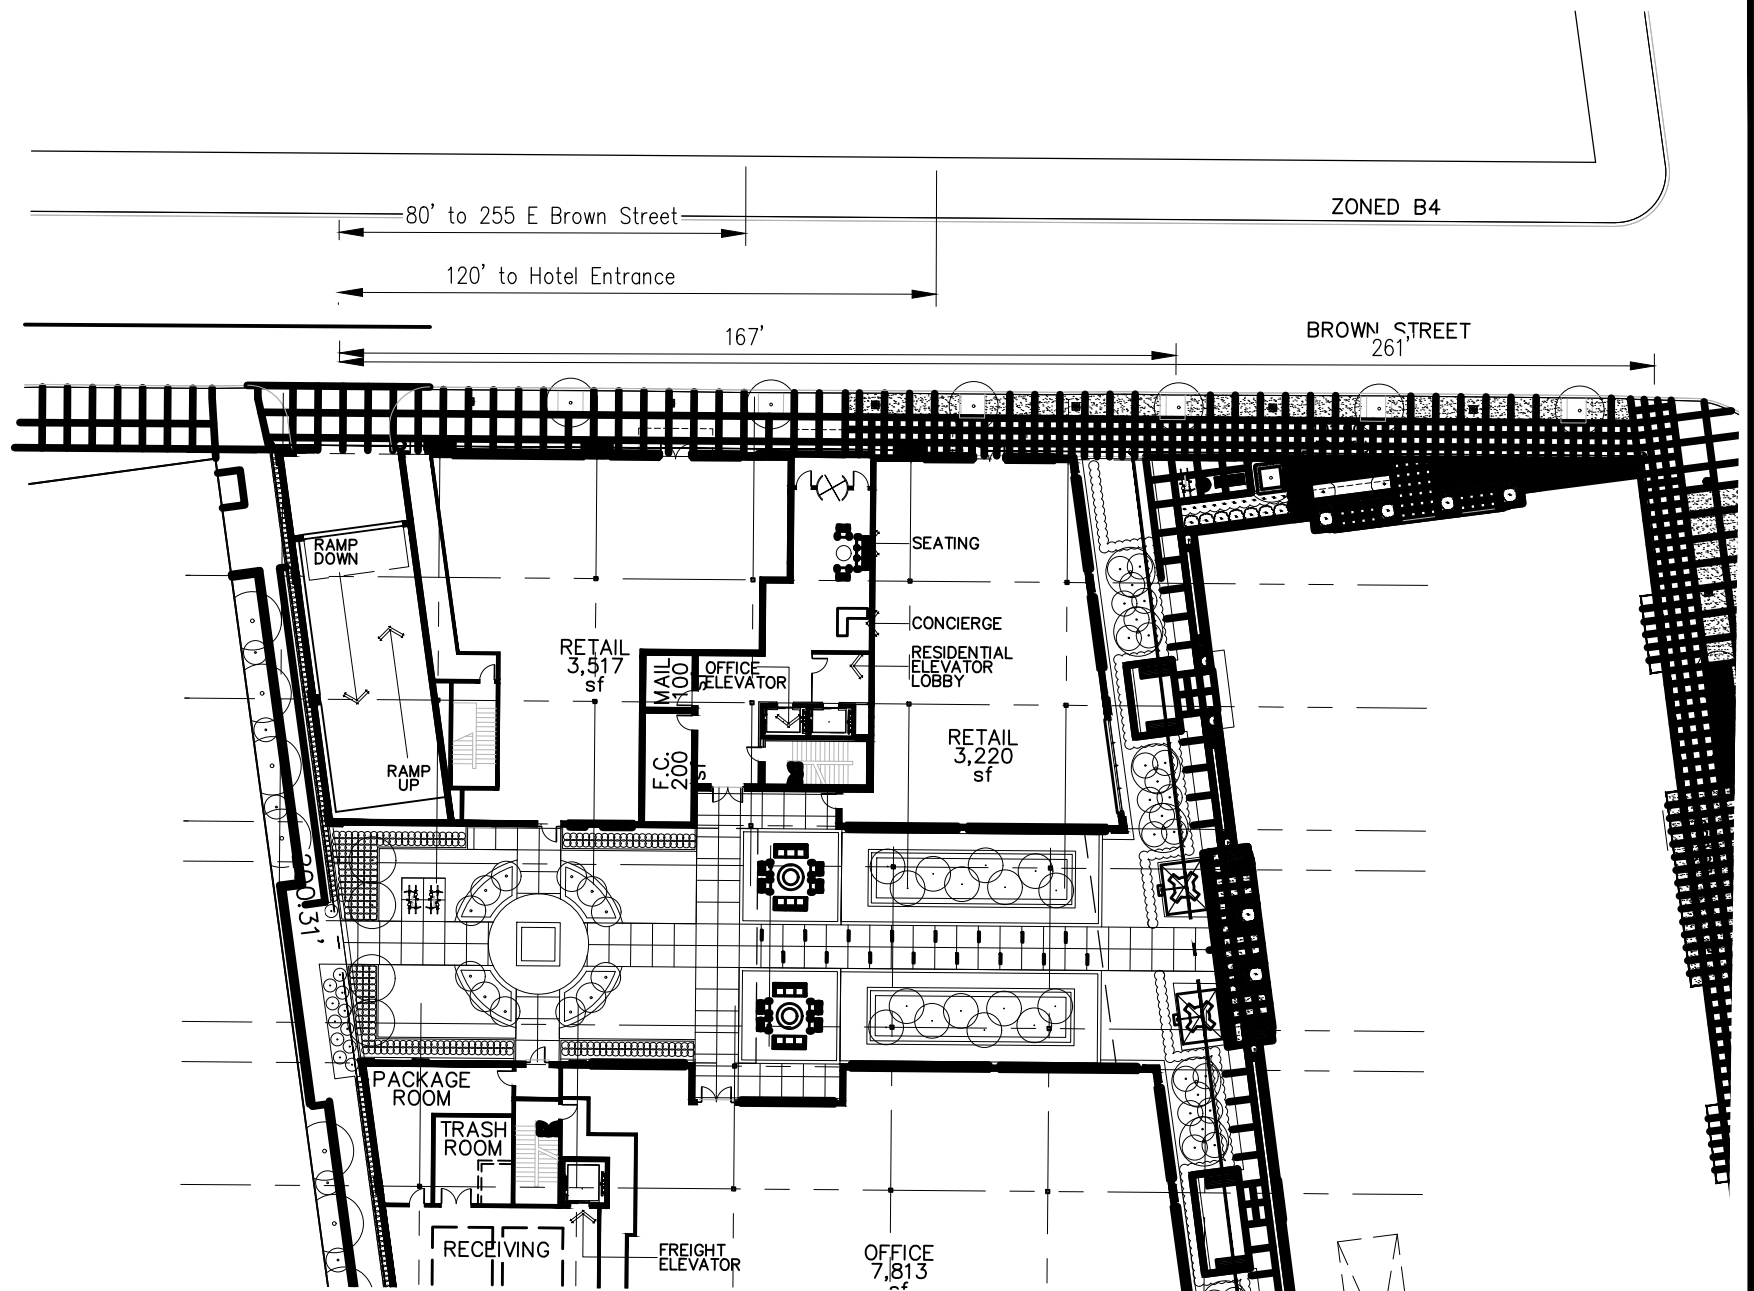 80' to 255 E Brown Street
ZONED B4
120' to Hotel Entrance
167'
BROWN STREET
261'
RAMP
DOWN
SEATING
CONCIERGE
RETAIL
3,517
sf
MAIL
100
sf
OFFICE
ELEVATOR
RESIDENTIAL
ELEVATOR
LOBBY
RETAIL
3,220
sf
F.C.
200
sf
RAMP
UP
PACKAGE
ROOM
TRASH
ROOM
RECEIVING
FREIGHT
ELEVATOR
OFFICE
7,813
sf